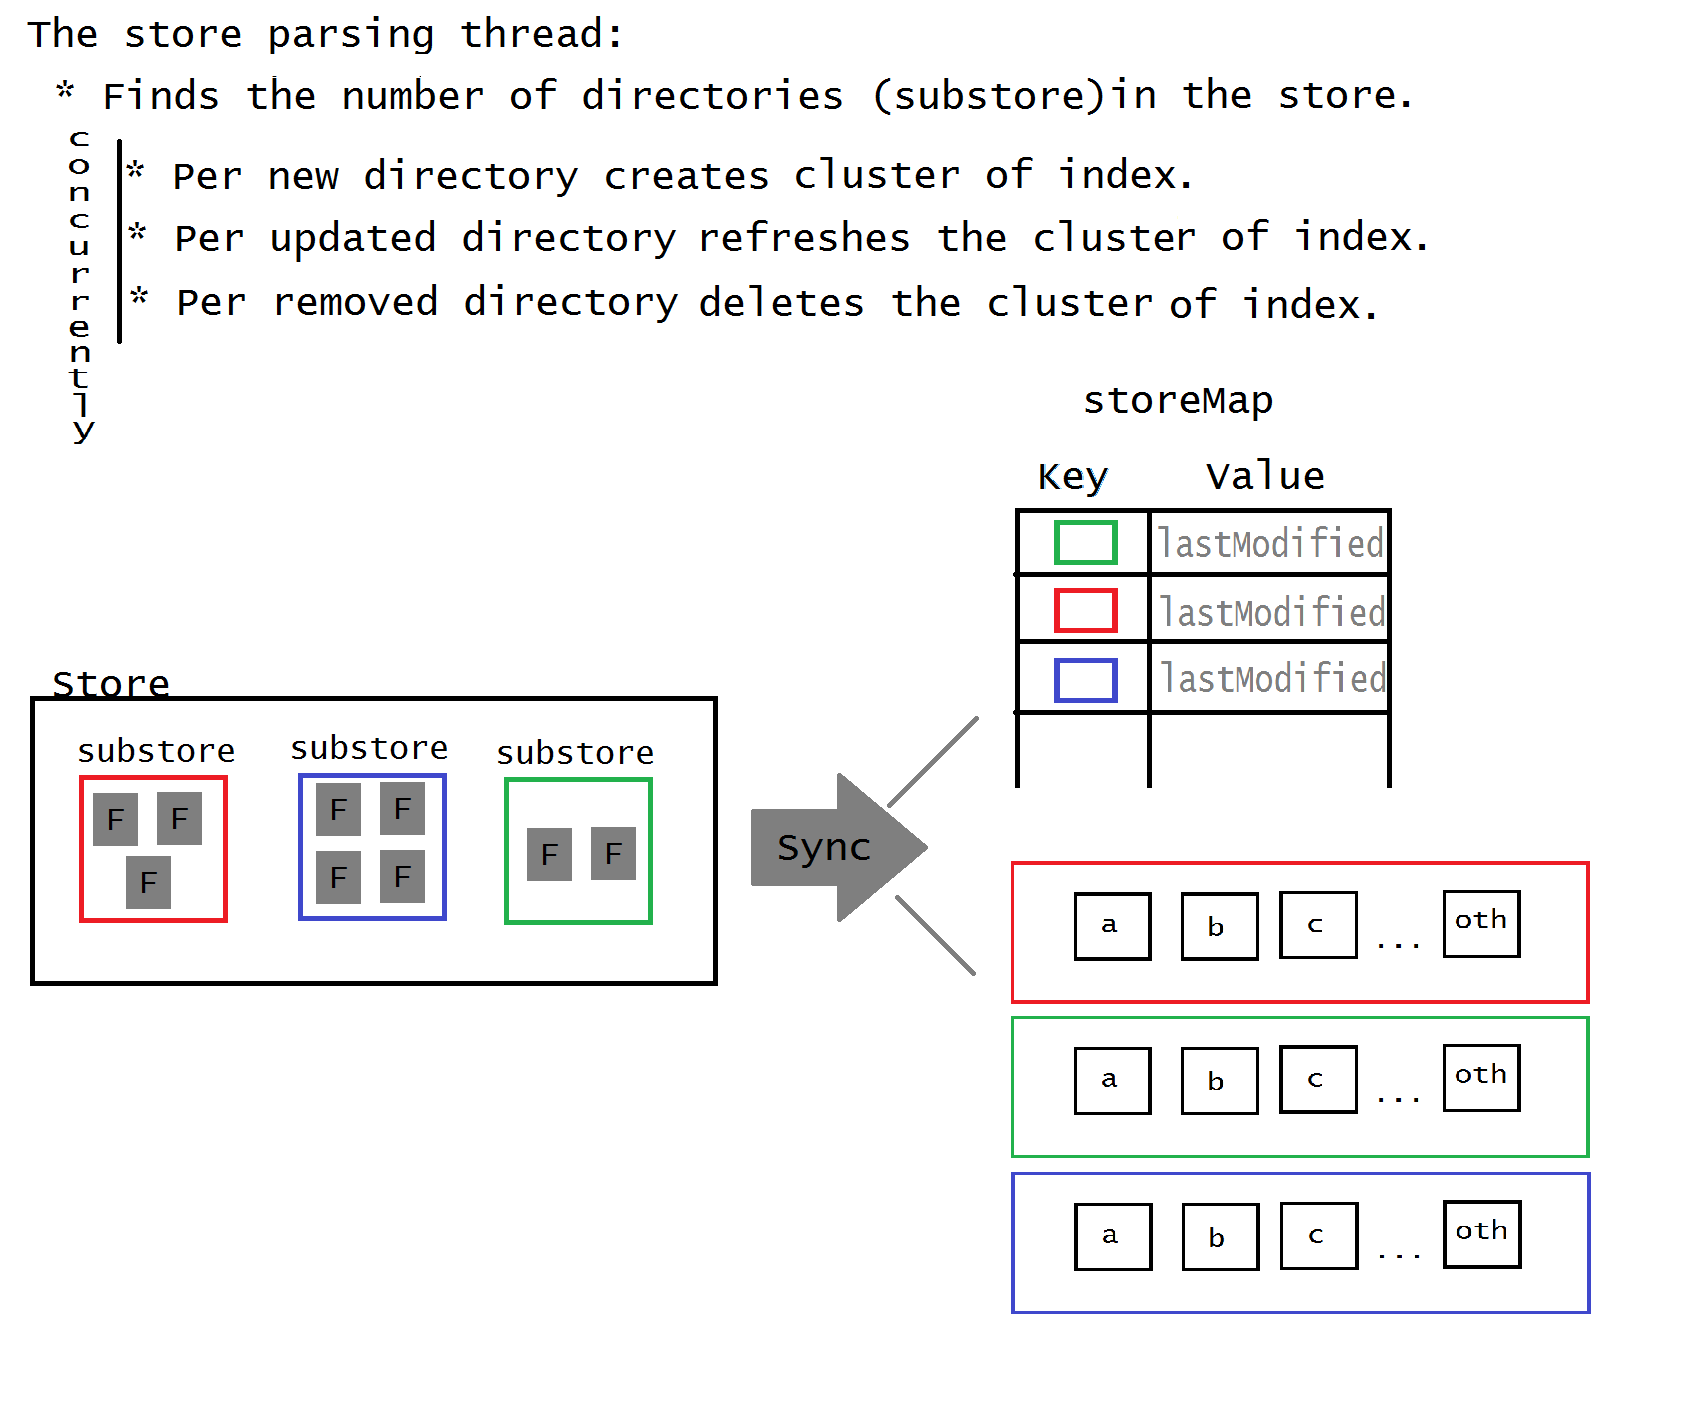 The store parsing thread:
* Finds the number of directories (substore)in the store.
concurrently
* Per new directory creates cluster of index.
* Per updated directory refreshes the cluster of index.
* Per removed directory deletes the cluster of index.
storeMap
Key Value
lastModified
lastModified
lastModified
Store
substore substore substore
F F F F F F
F F F
Sync
a b c ... oth
a b c ... oth
a b c ... oth